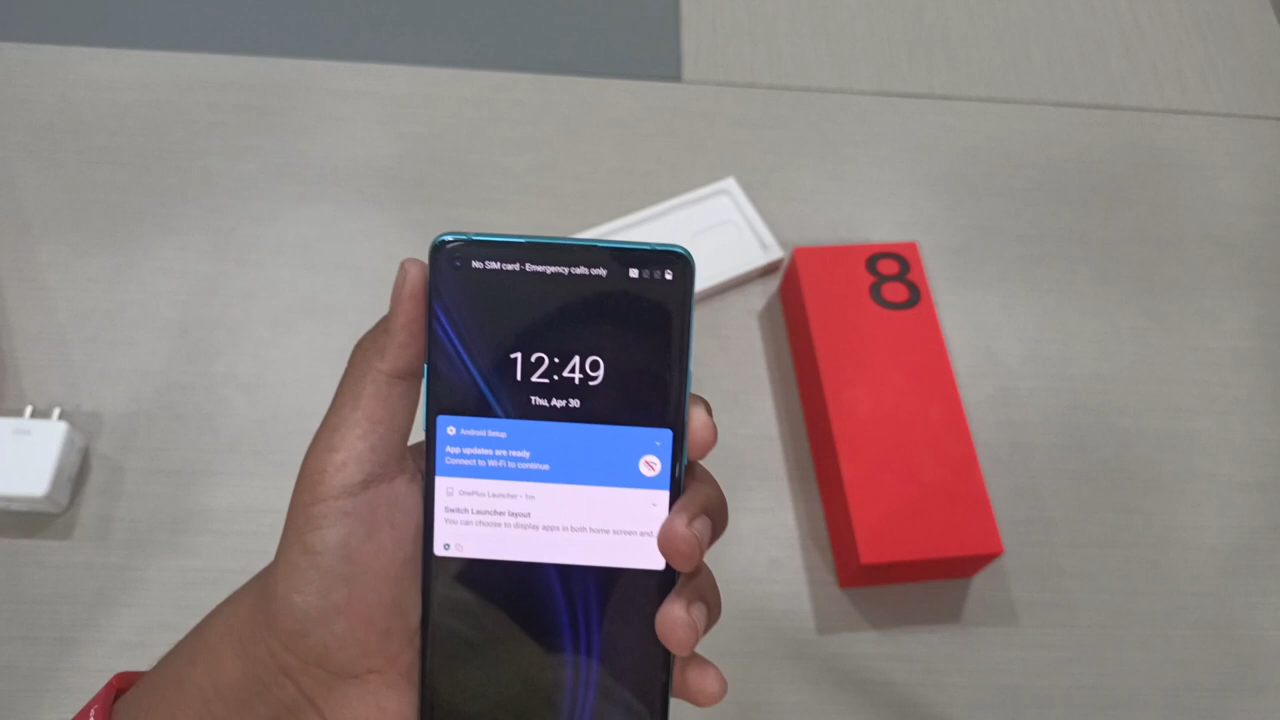 No SIM card - Emergency calls only
8
12:49
Thu, Apr 30
Android Setup
App updates are ready
Connect to Wi-Fi to continue
OnePlus Launcher • 1m
Switch Launcher layout
You can choose to display apps in both home screen and...